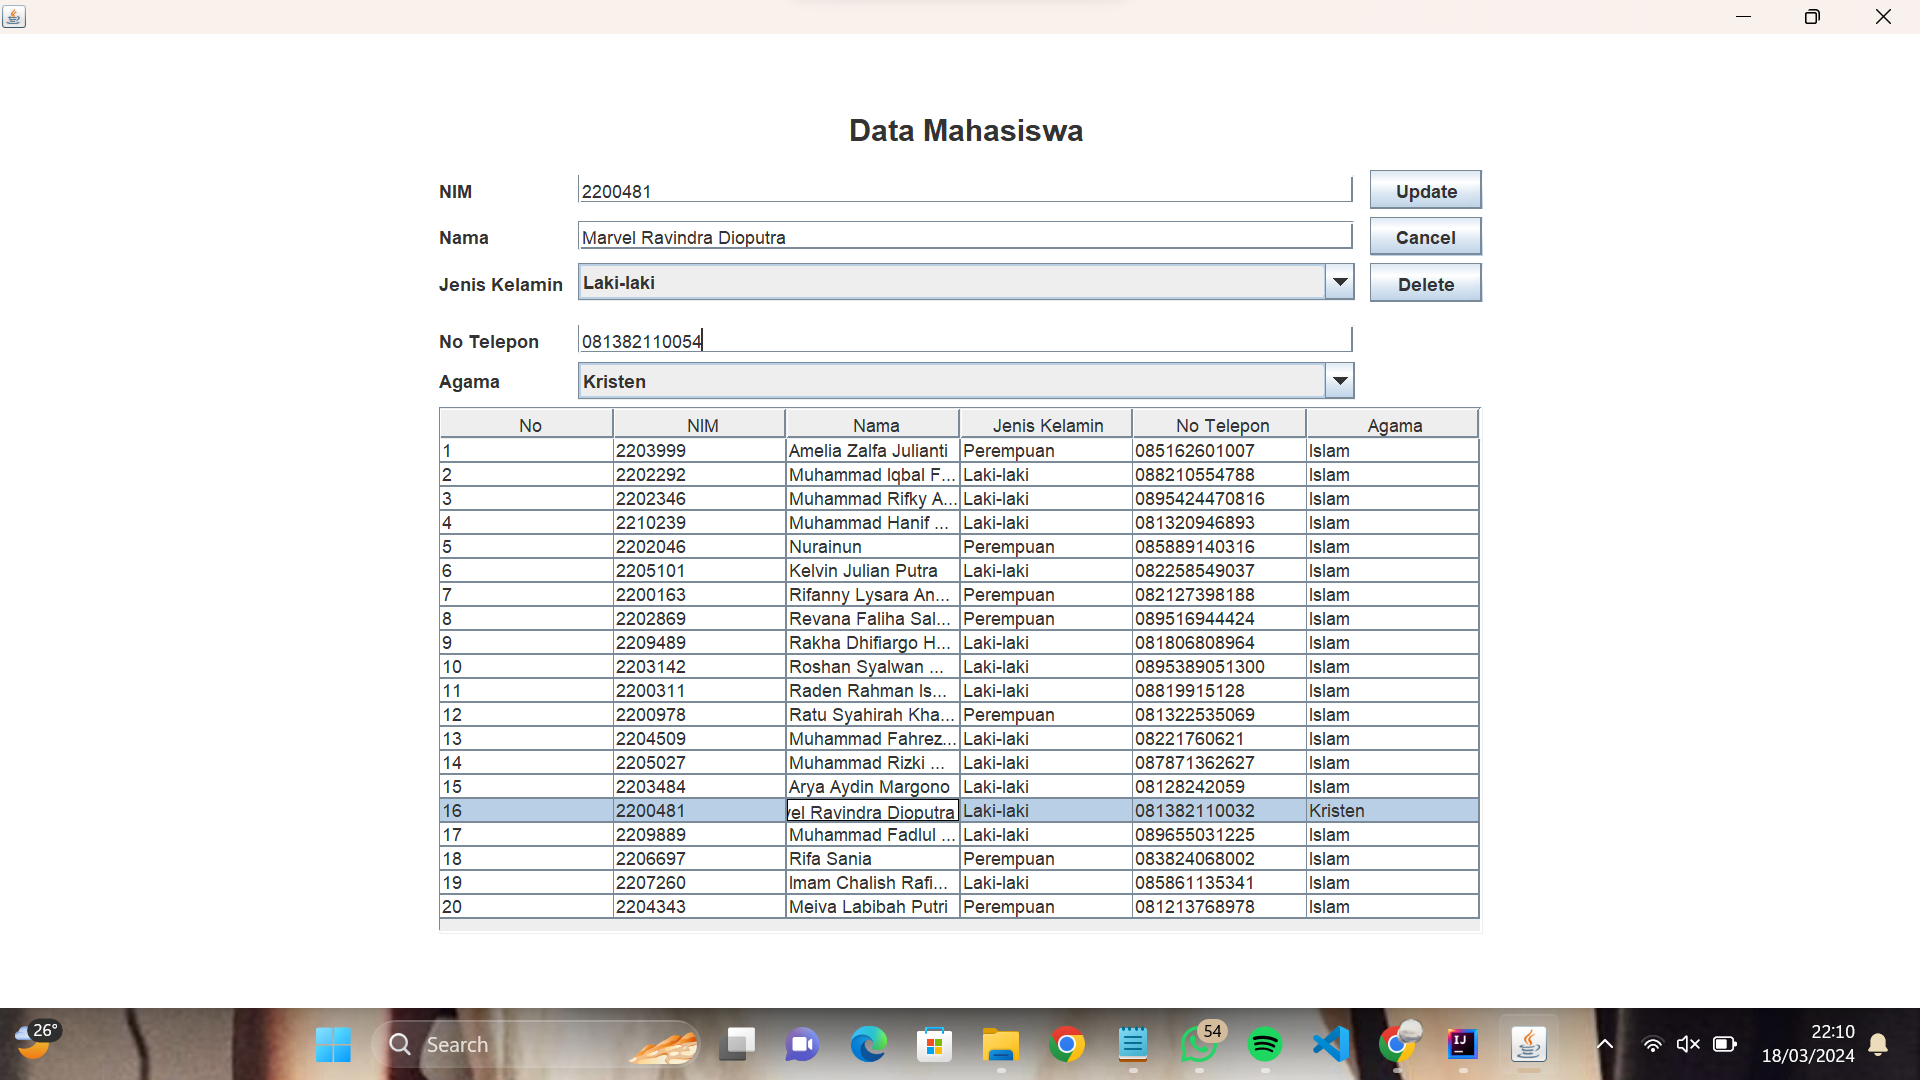 Data Mahasiswa
NIM 2200481 Update
Nama Marvel Ravindra Dioputra Cancel
Jenis Kelamin Laki-laki Delete
No Telepon 081382110054
Agama Kristen
No NIM Nama Jenis Kelamin No Telepon Agama
1 2203999 Amelia Zalfa Julianti Perempuan 085162601007 Islam
2 2202292 Muhammad Iqbal F... Laki-laki 088210554788 Islam
3 2202346 Muhammad Rifky A... Laki-laki 0895424470816 Islam
4 2210239 Muhammad Hanif ... Laki-laki 081320946893 Islam
5 2202046 Nurainun Perempuan 085889140316 Islam
6 2205101 Kelvin Julian Putra Laki-laki 082258549037 Islam
7 2200163 Rifanny Lysara An... Perempuan 082127398188 Islam
8 2202869 Revana Faliha Sal... Perempuan 089516944424 Islam
9 2209489 Rakha Dhifiargo H... Laki-laki 081806808964 Islam
10 2203142 Roshan Syalwan ... Laki-laki 0895389051300 Islam
11 2200311 Raden Rahman Is... Laki-laki 08819915128 Islam
12 2200978 Ratu Syahirah Kha... Perempuan 081322535069 Islam
13 2204509 Muhammad Fahrez... Laki-laki 08221760621 Islam
14 2205027 Muhammad Rizki ... Laki-laki 087871362627 Islam
15 2203484 Arya Aydin Margono Laki-laki 08128242059 Islam
16 2200481 vel Ravindra Dioputra Laki-laki 081382110032 Kristen
17 2209889 Muhammad Fadlul ... Laki-laki 089655031225 Islam
18 2206697 Rifa Sania Perempuan 083824068002 Islam
19 2207260 Imam Chalish Rafi... Laki-laki 085861135341 Islam
20 2204343 Meiva Labibah Putri Perempuan 081213768978 Islam
26° Search 54 IJ 22:10
18/03/2024